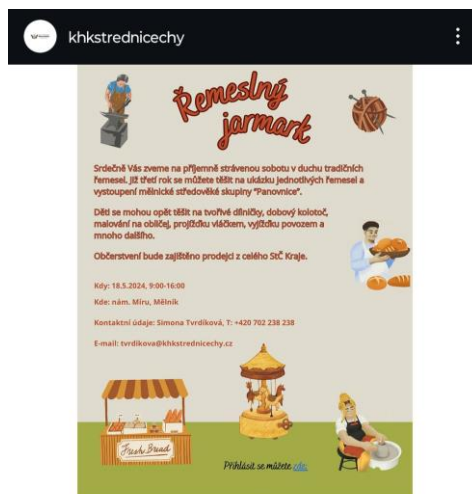 khkstrednicechy
Řemeslný
jarmark
Srdečně Vás zveme na příjemně strávenou sobotu v duchu tradičních
řemesel. Již třetí rok se můžete těšit na ukázku jednotlivých řemesel a
vystoupení mělnické středověké skupiny "Panovnice".
Děti se mohou opět těšit na tvořivé dílničky, dobový kolotoč,
malování na obličej, projížďku vláčkem, vyjížďku povozem a
mnoho dalšího.
Občerstvení bude zajištěno prodejci z celého StČ Kraje.
Kdy: 18.5.2024, 9:00-16:00
Kde: nám. Míru, Mělník
Kontaktní údaje: Simona Tvrdíková, T: +420 702 238 238
E-mail: tvrdikova@khkstrednicechy.cz
Fresh Bread
Přihlásit se můžete zde.